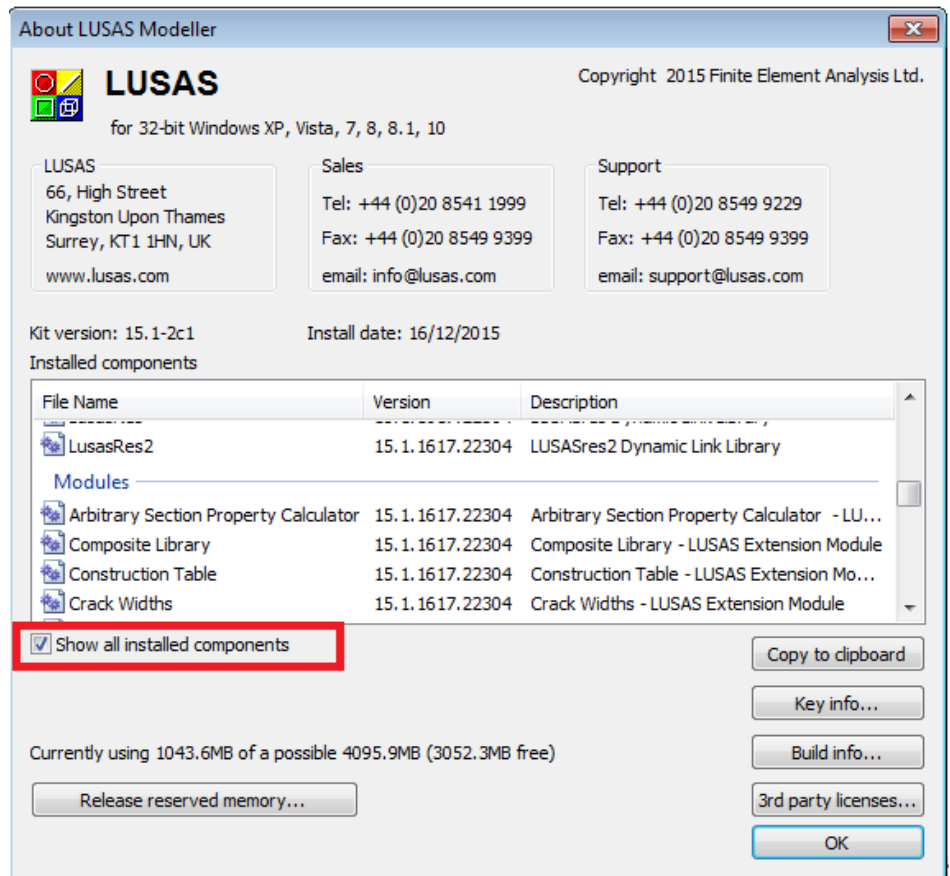 About LUSAS Modeller
LUSAS
Copyright 2015 Finite Element Analysis Ltd.
for 32-bit Windows XP, Vista, 7, 8, 8.1, 10
LUSAS
66, High Street
Kingston Upon Thames
Surrey, KT1 1HN, UK
www.lusas.com
Sales
Tel: +44 (0)20 8541 1999
Fax: +44 (0)20 8549 9399
email: info@lusas.com
Support
Tel: +44 (0)20 8549 9229
Fax: +44 (0)20 8549 9399
email: support@lusas.com
Kit version: 15.1-2c1 Install date: 16/12/2015
Installed components
File Name Version Description
LusasRes2 15.1.1617.22304 LUSASres2 Dynamic Link Library
Modules
Arbitrary Section Property Calculator 15.1.1617.22304 Arbitrary Section Property Calculator - LU...
Composite Library 15.1.1617.22304 Composite Library - LUSAS Extension Module
Construction Table 15.1.1617.22304 Construction Table - LUSAS Extension Mo...
Crack Widths 15.1.1617.22304 Crack Widths - LUSAS Extension Module
Show all installed components
Copy to clipboard
Key info...
Currently using 1043.6MB of a possible 4095.9MB (3052.3MB free)
Build info...
Release reserved memory...
3rd party licenses...
OK